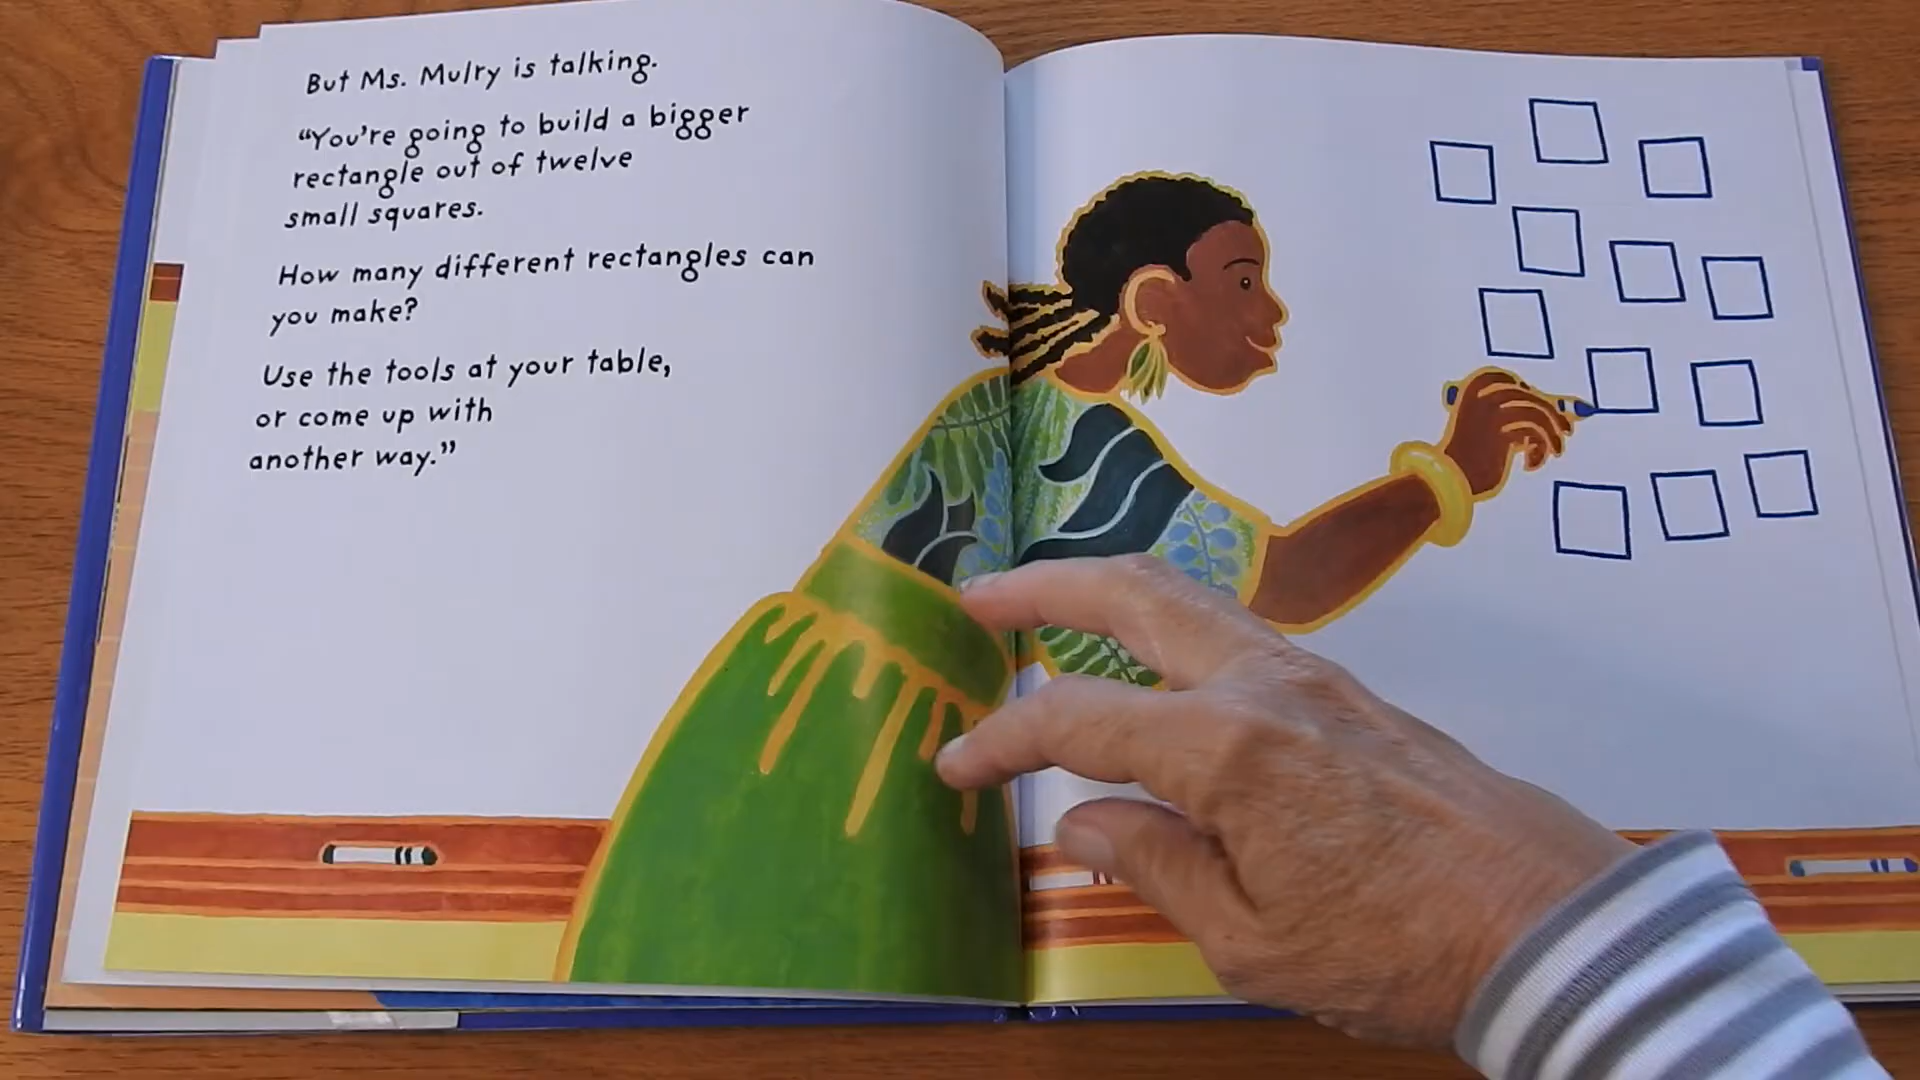 But Ms. Mulry is talking.
“You’re going to build a bigger
rectangle out of twelve
small squares.
How many different rectangles can
you make?
Use the tools at your table,
or come up with
another way.”